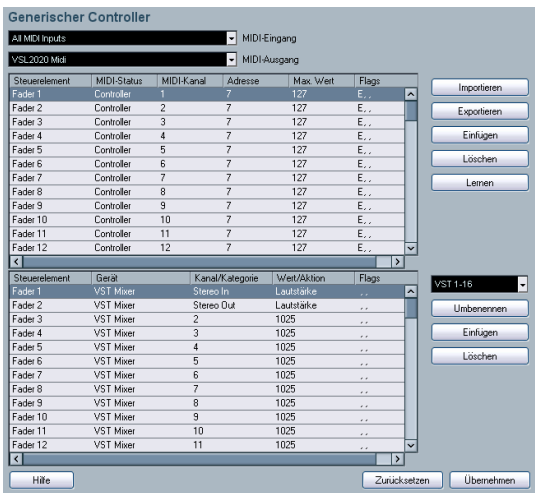 Generischer Controller
All MIDI Inputs MIDI-Eingang
VSL2020 Midi MIDI-Ausgang
Steuerelement MIDI-Status MIDI-Kanal Adresse Max. Wert Flags
Fader 1 Controller 1 7 127 E, ,
Fader 2 Controller 2 7 127 E, ,
Fader 3 Controller 3 7 127 E, ,
Fader 4 Controller 4 7 127 E, ,
Fader 5 Controller 5 7 127 E, ,
Fader 6 Controller 6 7 127 E, ,
Fader 7 Controller 7 7 127 E, ,
Fader 8 Controller 8 7 127 E, ,
Fader 9 Controller 9 7 127 E, ,
Fader 10 Controller 10 7 127 E, ,
Fader 11 Controller 11 7 127 E, ,
Fader 12 Controller 12 7 127 E, ,
Importieren
Exportieren
Einfügen
Löschen
Lernen
Steuerelement Gerät Kanal/Kategorie Wert/Aktion Flags
Fader 1 VST Mixer Stereo In Lautstärke , ,
Fader 2 VST Mixer Stereo Out Lautstärke , ,
Fader 3 VST Mixer 2 1025 , ,
Fader 4 VST Mixer 3 1025 , ,
Fader 5 VST Mixer 4 1025 , ,
Fader 6 VST Mixer 5 1025 , ,
Fader 7 VST Mixer 6 1025 , ,
Fader 8 VST Mixer 7 1025 , ,
Fader 9 VST Mixer 8 1025 , ,
Fader 10 VST Mixer 9 1025 , ,
Fader 11 VST Mixer 10 1025 , ,
Fader 12 VST Mixer 11 1025 , ,
VST 1-16
Umbenennen
Einfügen
Löschen
Hilfe Zurücksetzen Übernehmen